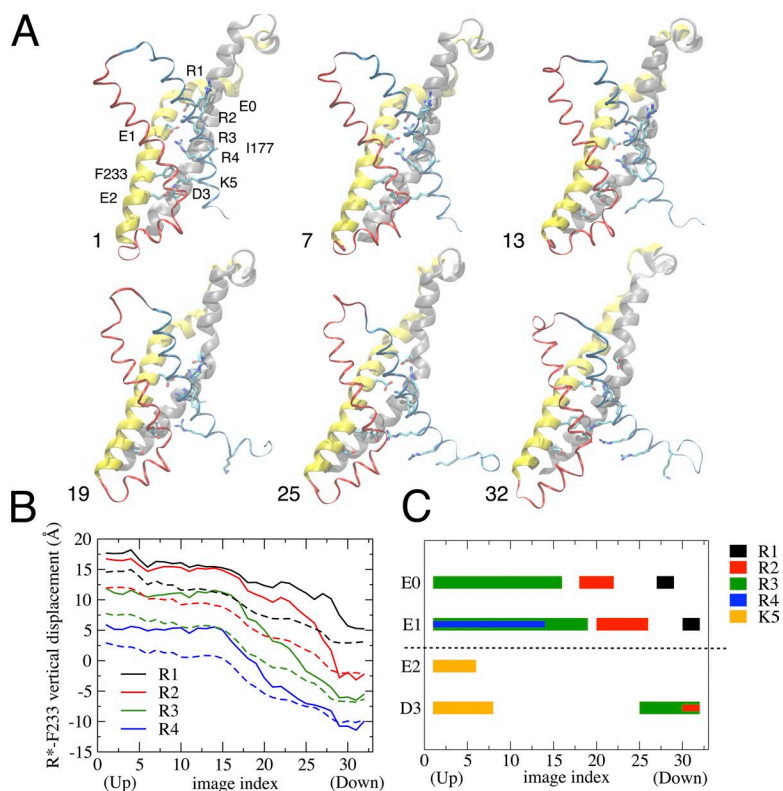 A
R1
E0
R2
E1
R3
I177
R4
F233
K5
E2
D3
1
7
13
19
25
32
B
R*-F233 vertical displacement (Å)
20
15
10
5
0
-5
-10
-15
R1
R2
R3
R4
0 5 10 15 20 25 30
(Up) image index (Down)
C
E0
E1
E2
D3
0 5 10 15 20 25 30
(Up) image index (Down)
R1
R2
R3
R4
K5